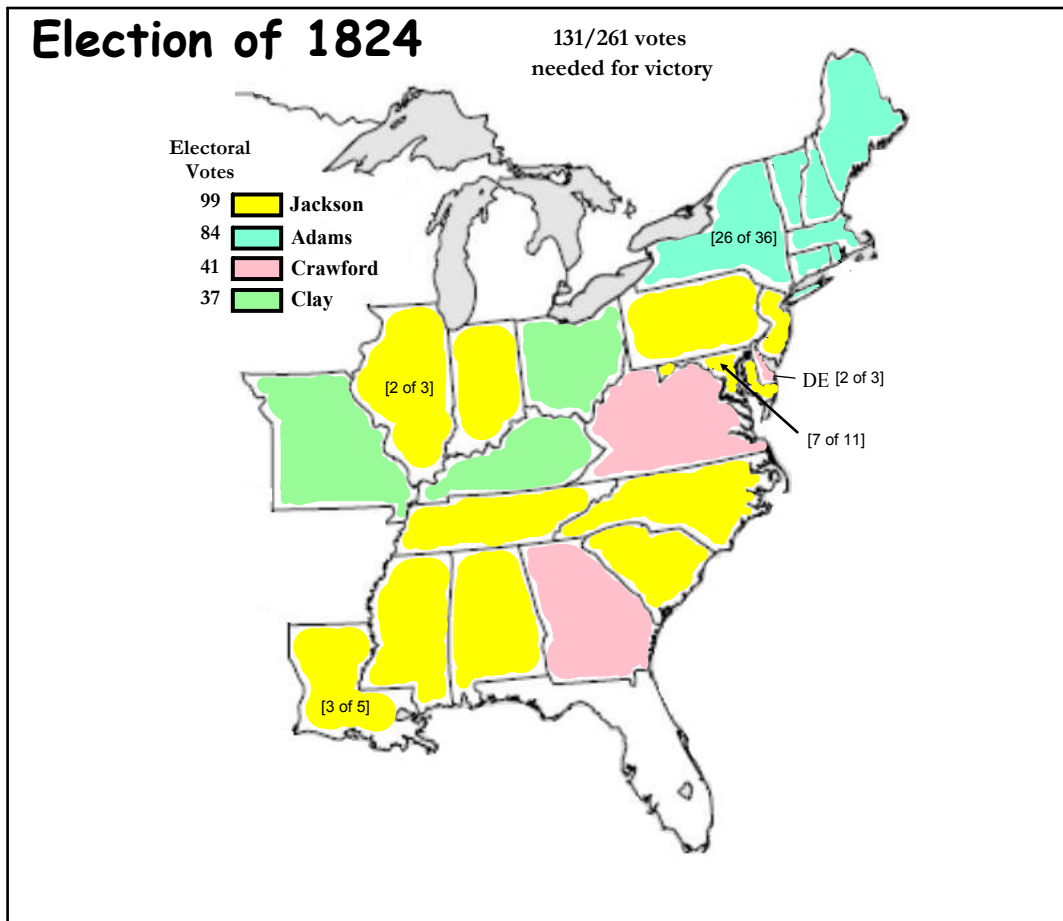 Election of 1824
131/261 votes
needed for victory
Electoral
Votes
99 Jackson
84 Adams
41 Crawford
37 Clay
[26 of 36]
[2 of 3]
DE [2 of 3]
[7 of 11]
[3 of 5]